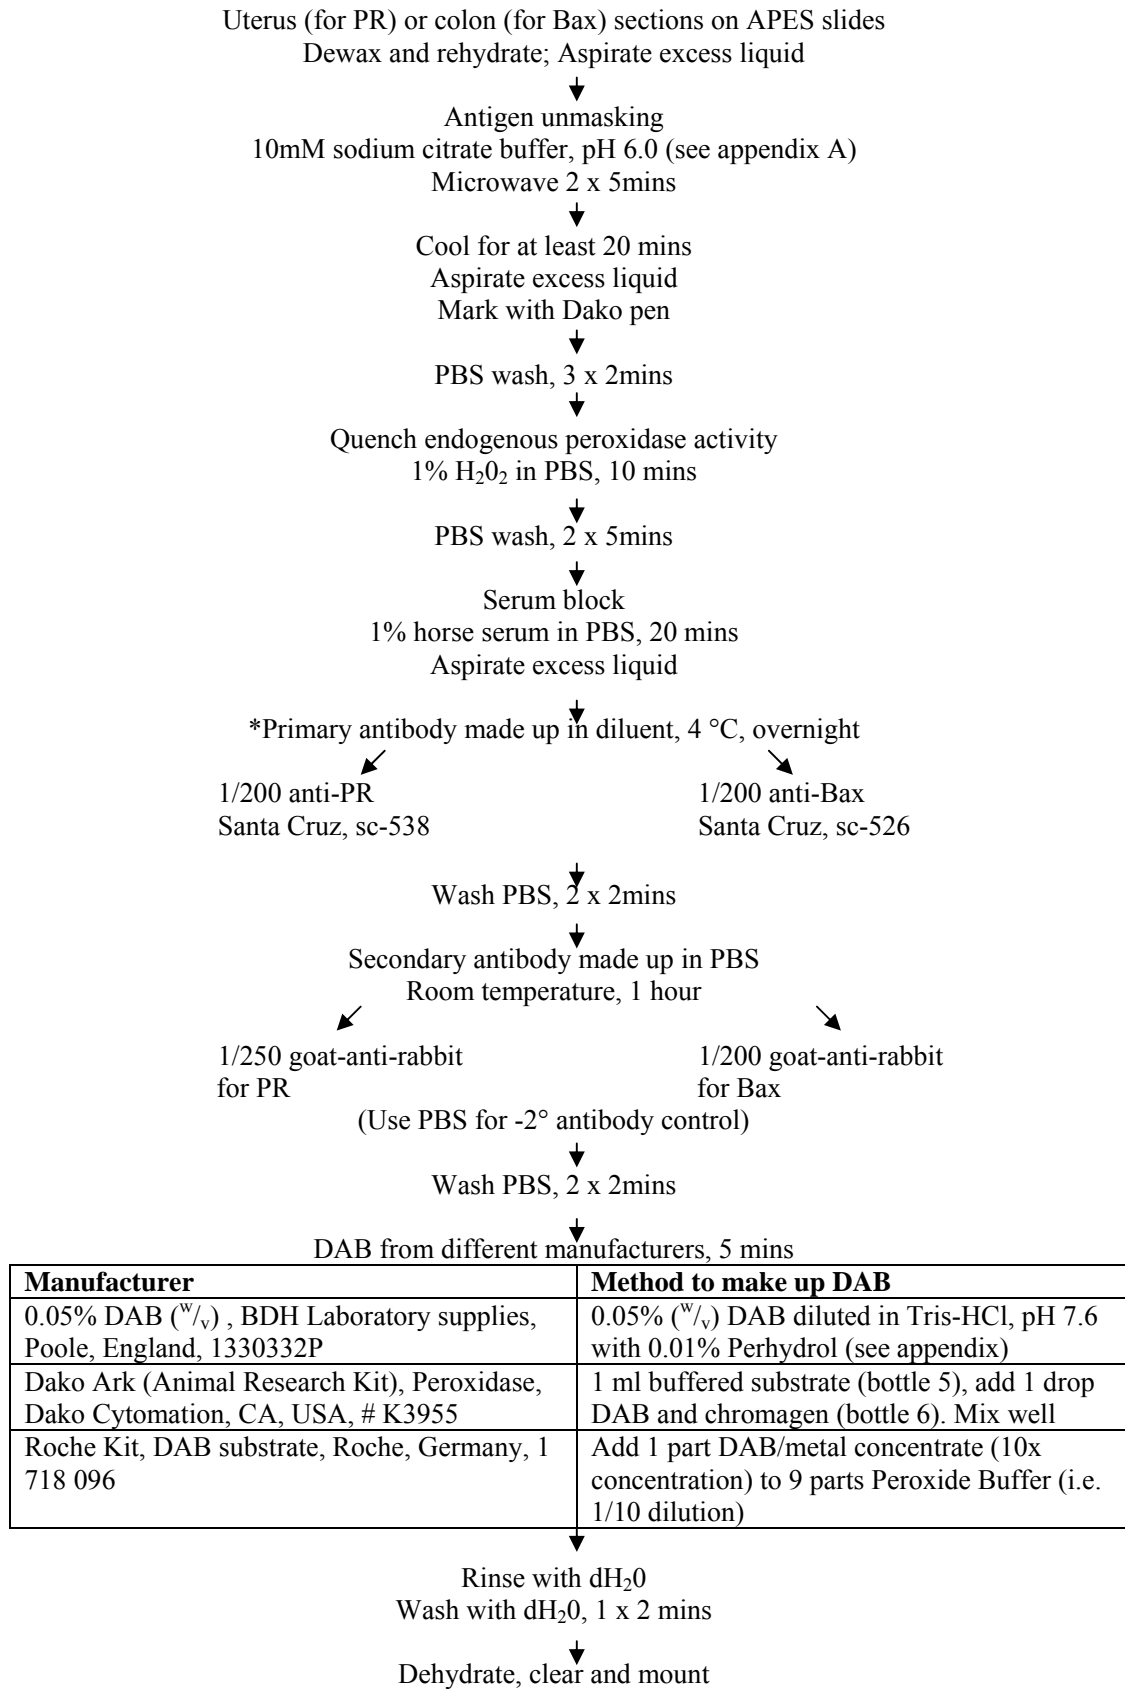 Uterus (for PR) or colon (for Bax) sections on APES slides
Dewax and rehydrate; Aspirate excess liquid
Antigen unmasking
10mM sodium citrate buffer, pH 6.0 (see appendix A)
Microwave 2 x 5mins
Cool for at least 20 mins
Aspirate excess liquid
Mark with Dako pen
PBS wash, 3 x 2mins
Quench endogenous peroxidase activity
1% H₂0₂ in PBS, 10 mins
PBS wash, 2 x 5mins
Serum block
1% horse serum in PBS, 20 mins
Aspirate excess liquid
*Primary antibody made up in diluent, 4 °C, overnight
1/200 anti-PR
Santa Cruz, sc-538
1/200 anti-Bax
Santa Cruz, sc-526
Wash PBS, 2 x 2mins
Secondary antibody made up in PBS
Room temperature, 1 hour
1/250 goat-anti-rabbit
for PR
1/200 goat-anti-rabbit
for Bax
(Use PBS for -2° antibody control)
Wash PBS, 2 x 2mins
DAB from different manufacturers, 5 mins
Manufacturer
Method to make up DAB
0.05% DAB (w/v) , BDH Laboratory supplies,
Poole, England, 1330332P
0.05% (w/v) DAB diluted in Tris-HCl, pH 7.6
with 0.01% Perhydrol (see appendix)
Dako Ark (Animal Research Kit), Peroxidase,
Dako Cytomation, CA, USA, # K3955
1 ml buffered substrate (bottle 5), add 1 drop
DAB and chromagen (bottle 6). Mix well
Roche Kit, DAB substrate, Roche, Germany, 1
718 096
Add 1 part DAB/metal concentrate (10x
concentration) to 9 parts Peroxide Buffer (i.e.
1/10 dilution)
Rinse with dH₂0
Wash with dH₂0, 1 x 2 mins
Dehydrate, clear and mount